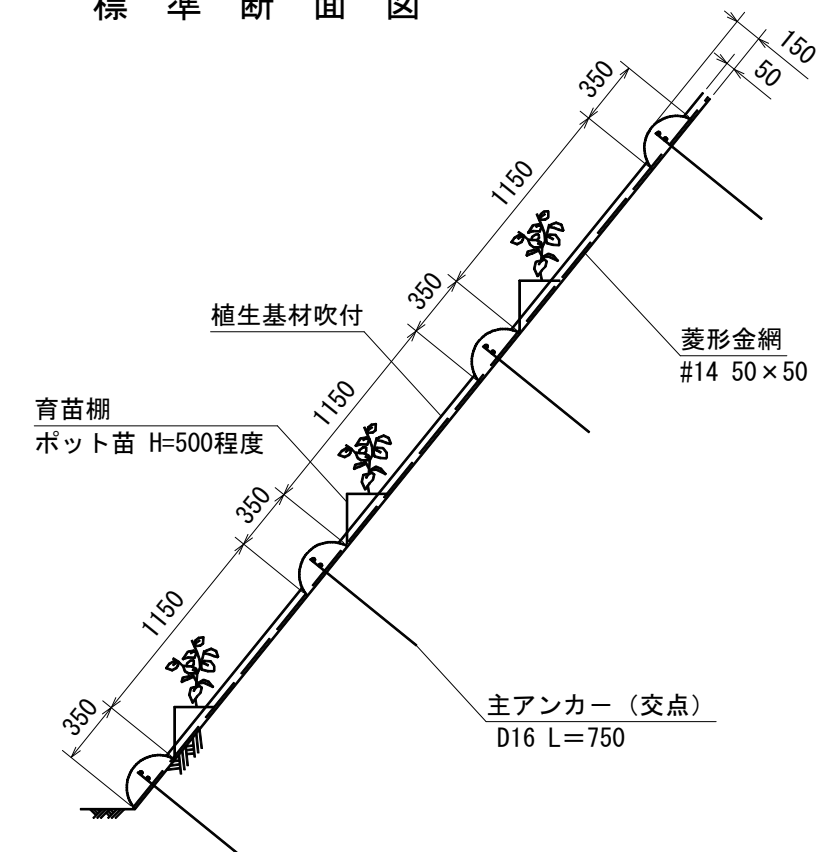 標準断面図
150
50
350
1150
350
1150
350
1150
350
植生基材吹付
菱形金網
#14 50×50
育苗棚
ポット苗 H=500程度
主アンカー（交点）
D16 L=750